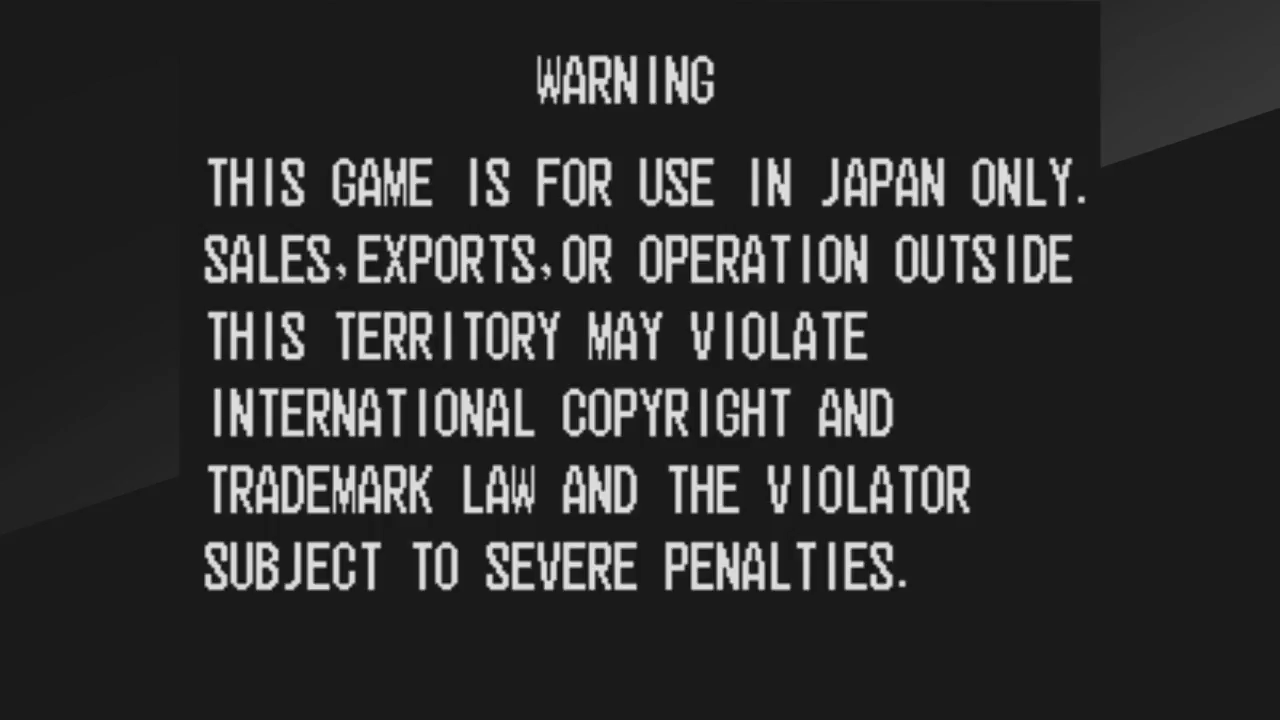 WARNING
THIS GAME IS FOR USE IN JAPAN ONLY.
SALES,EXPORTS,OR OPERATION OUTSIDE
THIS TERRITORY MAY VIOLATE
INTERNATIONAL COPYRIGHT AND
TRADEMARK LAW AND THE VIOLATOR
SUBJECT TO SEVERE PENALTIES.